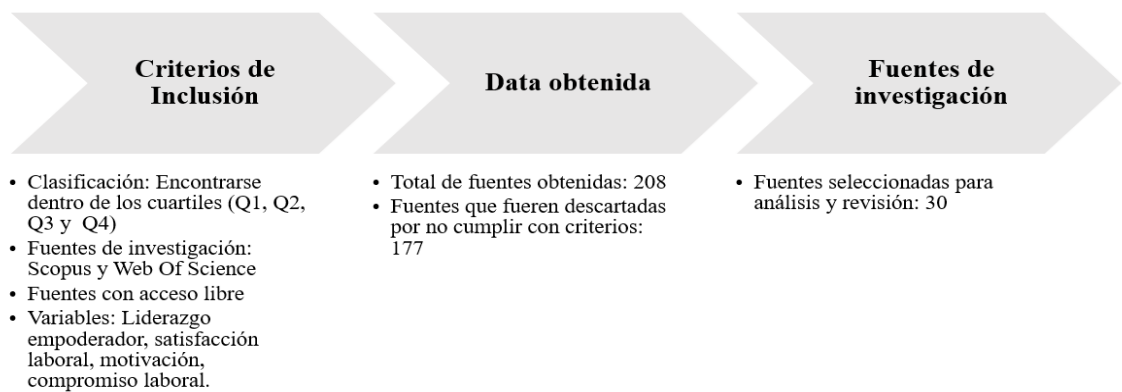 Criterios de
Inclusión
• Clasificación: Encontrarse
dentro de los cuartiles (Q1, Q2,
Q3 y Q4)
• Fuentes de investigación:
Scopus y Web Of Science
• Fuentes con acceso libre
• Variables: Liderazgo
empoderador, satisfacción
laboral, motivación,
compromiso laboral.
Data obtenida
• Total de fuentes obtenidas: 208
• Fuentes que fueren descartadas
por no cumplir con criterios:
177
Fuentes de
investigación
• Fuentes seleccionadas para
análisis y revisión: 30